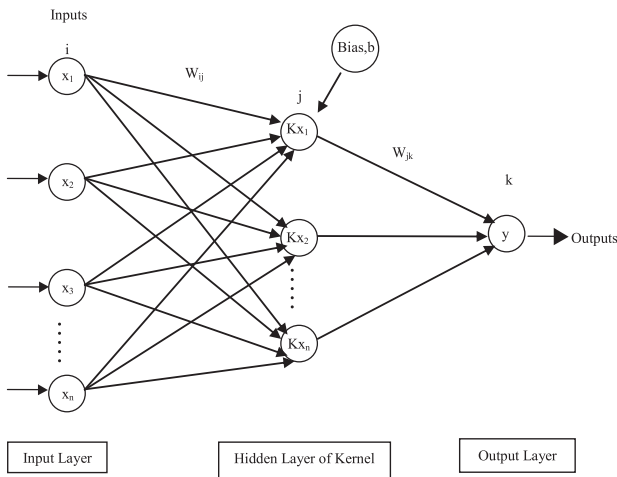 Inputs
i
x₁
x₂
x₃
xₙ
Wᵢⱼ
Bias,b
j
Kx₁
Kx₂
Kxₙ
Wⱼₖ
k
y
Outputs
Input Layer
Hidden Layer of Kernel
Output Layer